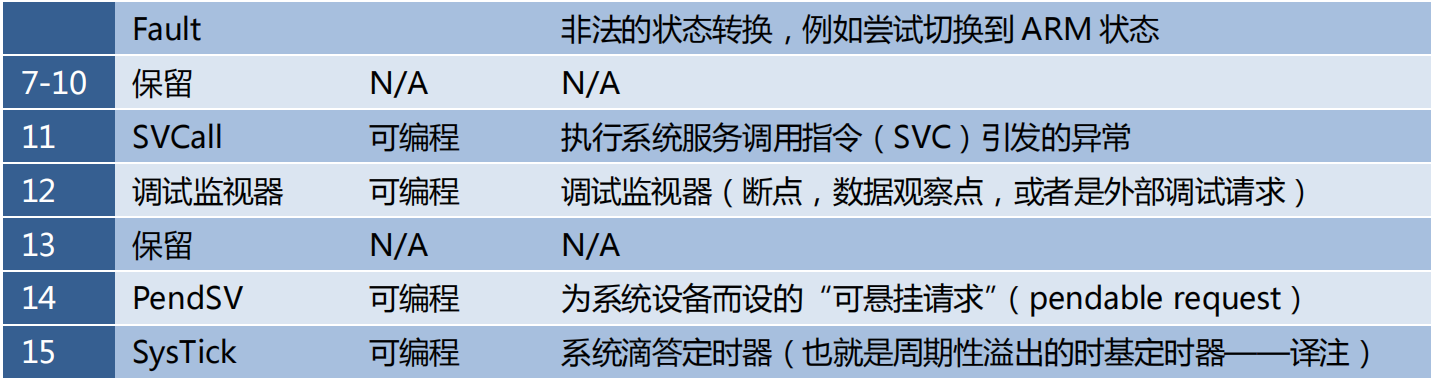 Fault 非法的状态转换，例如尝试切换到 ARM 状态
7-10 保留 N/A N/A
11 SVCall 可编程 执行系统服务调用指令（SVC）引发的异常
12 调试监视器 可编程 调试监视器（断点，数据观察点，或者是外部调试请求）
13 保留 N/A N/A
14 PendSV 可编程 为系统设备而设的“可悬挂请求”（pendable request）
15 SysTick 可编程 系统滴答定时器（也就是周期性溢出的时基定时器——译注）